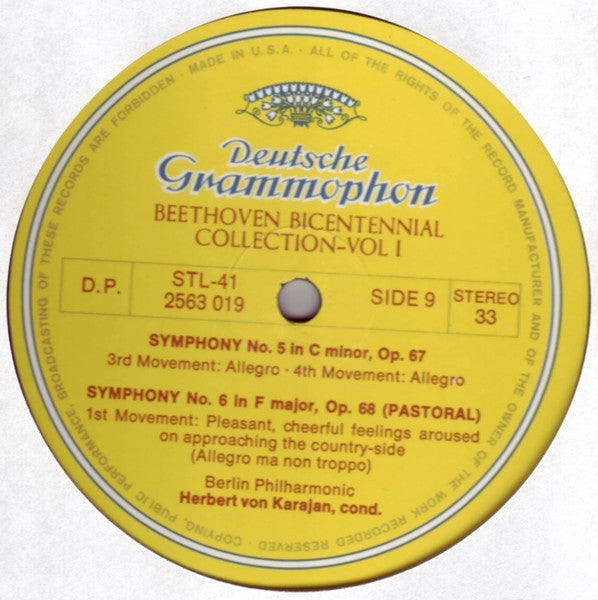 MADE IN U.S.A. · ALL OF THE RIGHTS OF THE RECORD MANUFACTURER AND OF THE OWNER OF THE WORK RECORDED RESERVED · COPYING, PUBLIC PERFORMANCE, BROADCASTING OF THESE RECORDS ARE FORBIDDEN ·
Deutsche
Grammophon
BEETHOVEN BICENTENNIAL
COLLECTION–VOL I
D.P.
STL-41
2563 019
SIDE 9
STEREO
33
SYMPHONY No. 5 in C minor, Op. 67
3rd Movement: Allegro · 4th Movement: Allegro
SYMPHONY No. 6 in F major, Op. 68 (PASTORAL)
1st Movement: Pleasant, cheerful feelings aroused
on approaching the country-side
(Allegro ma non troppo)
Berlin Philharmonic
Herbert von Karajan, cond.